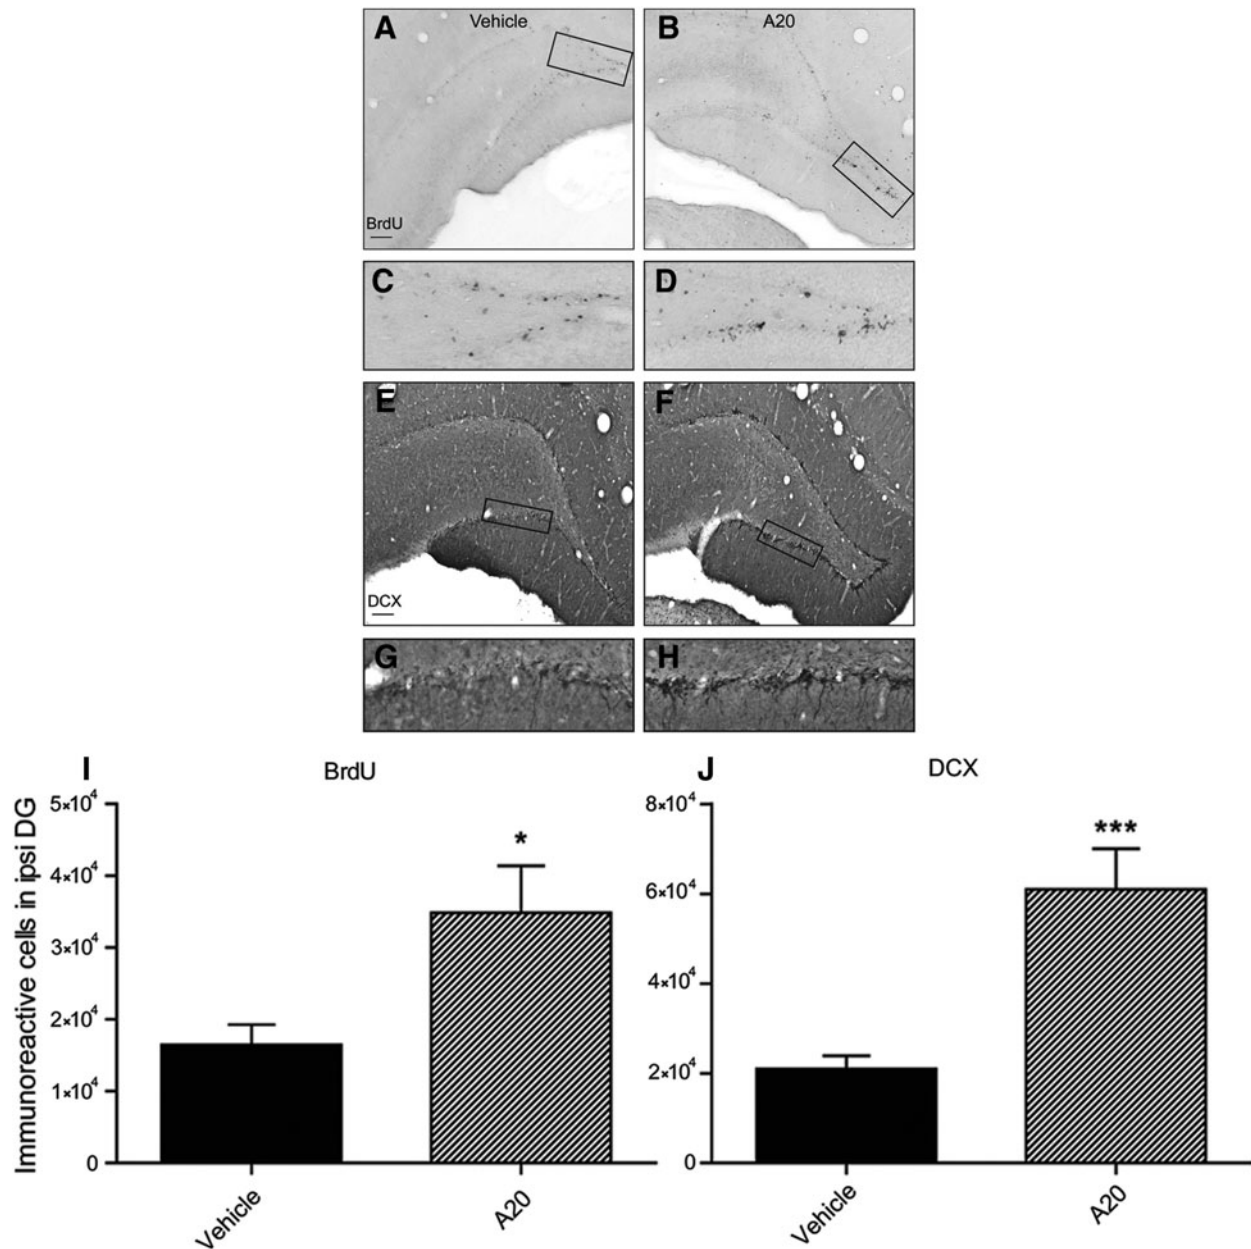 A Vehicle
B A20
BrdU
C
D
E
F
DCX
G
H
I BrdU
J DCX
Immunoreactive cells in ipsi DG
5×10⁴
4×10⁴
3×10⁴
2×10⁴
1×10⁴
0
*
Vehicle
A20
8×10⁴
6×10⁴
4×10⁴
2×10⁴
0
***
Vehicle
A20